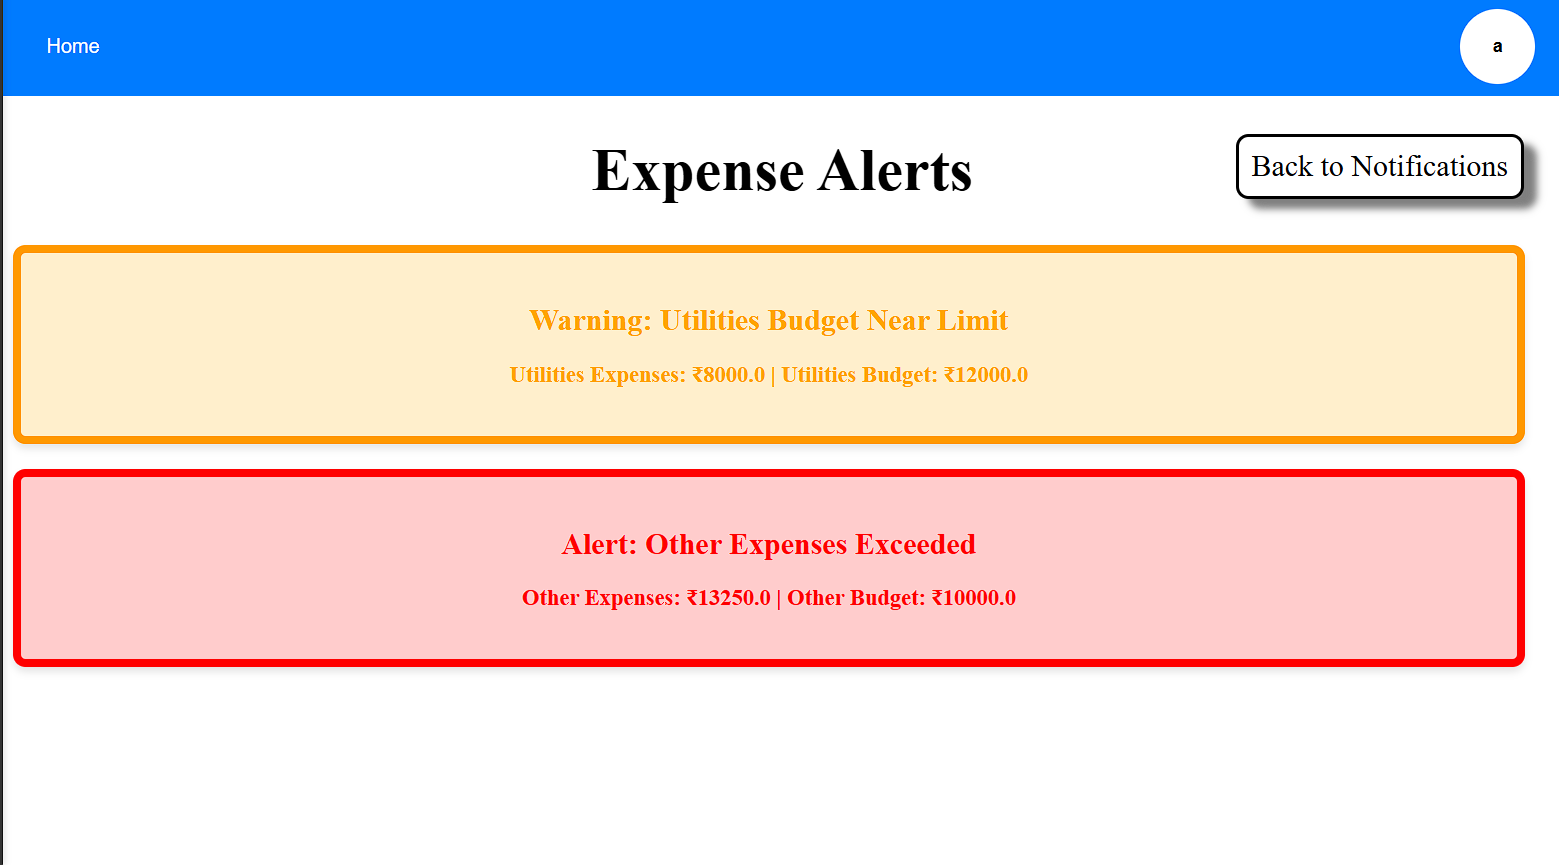 Home
a
Expense Alerts
Back to Notifications
Warning: Utilities Budget Near Limit
Utilities Expenses: ₹8000.0 | Utilities Budget: ₹12000.0
Alert: Other Expenses Exceeded
Other Expenses: ₹13250.0 | Other Budget: ₹10000.0